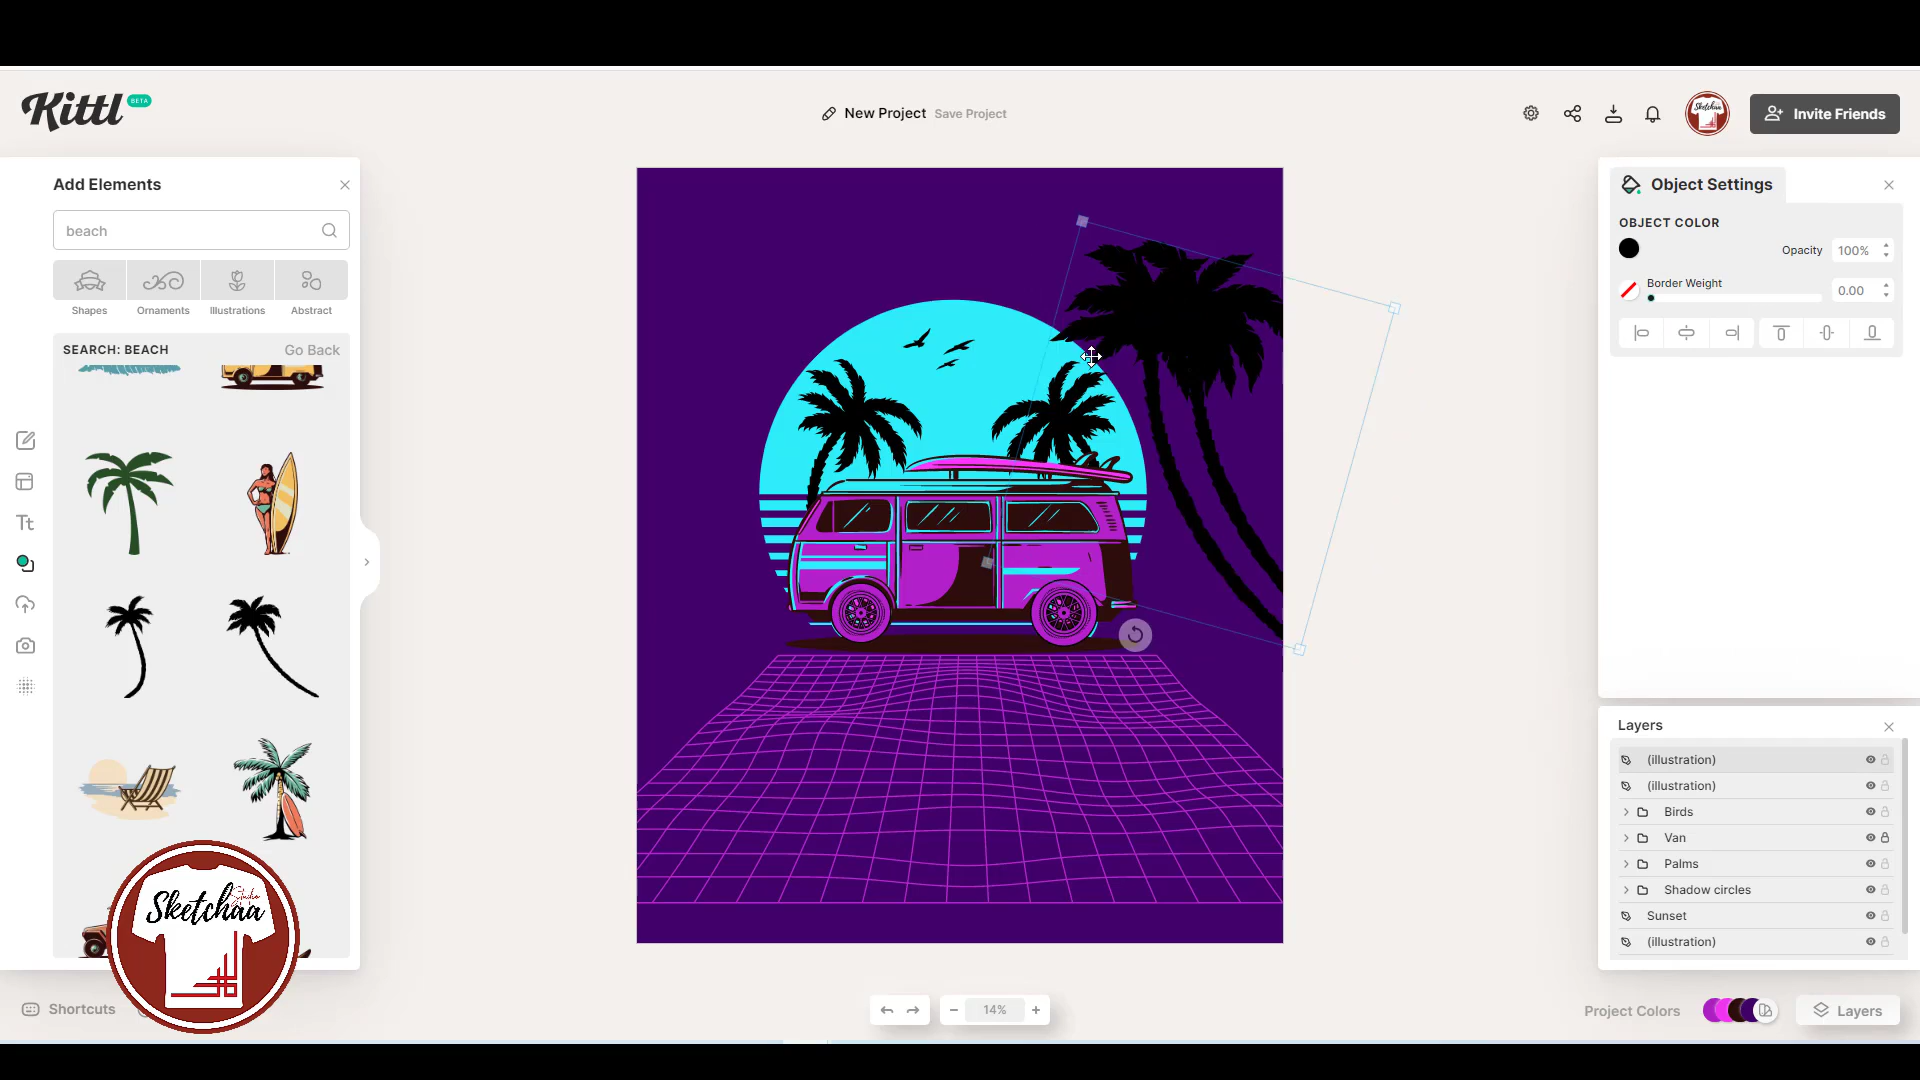 Kittl BETA
New Project Save Project
Sketchaa
Invite Friends
Add Elements
beach
Shapes Ornaments Illustrations Abstract
SEARCH: BEACH Go Back
Object Settings
OBJECT COLOR
Opacity 100%
Border Weight
0.00
Layers
(illustration)
(illustration)
Birds
Van
Palms
Shadow circles
Sunset
(illustration)
Sketchaa
Studio
Shortcuts
14%
Project Colors
Layers